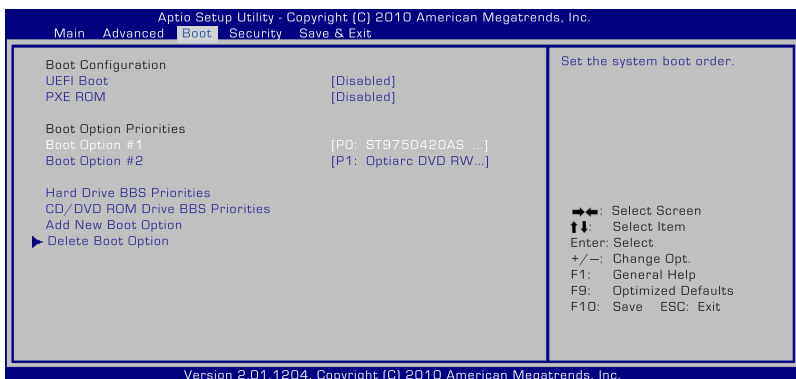 Aptio Setup Utility - Copyright (C) 2010 American Megatrends, Inc.
Main Advanced Boot Security Save & Exit
Boot Configuration
UEFI Boot [Disabled]
PXE ROM [Disabled]
Boot Option Priorities
Boot Option #1 [P0: ST9750420AS ...]
Boot Option #2 [P1: Optiarc DVD RW...]
Hard Drive BBS Priorities
CD/DVD ROM Drive BBS Priorities
Add New Boot Option
Delete Boot Option
Set the system boot order.
→←: Select Screen
↑↓: Select Item
Enter: Select
+/—: Change Opt.
F1: General Help
F9: Optimized Defaults
F10: Save ESC: Exit
Version 2.01.1204. Copyright (C) 2010 American Megatrends, Inc.